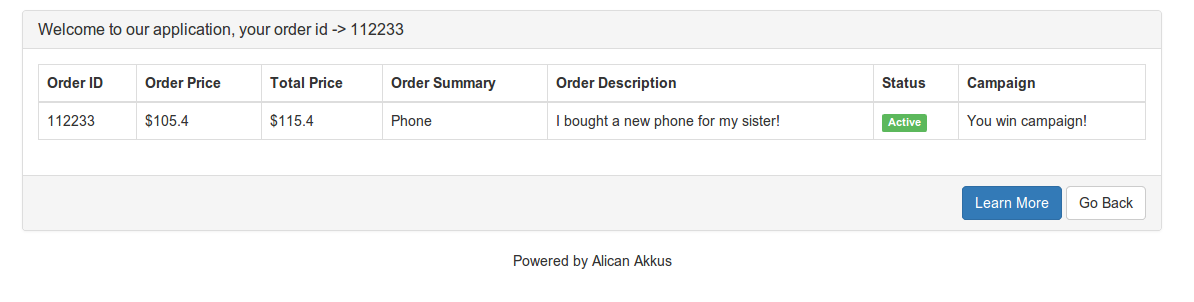 Welcome to our application, your order id -> 112233
Order ID Order Price Total Price Order Summary Order Description Status Campaign
112233 $105.4 $115.4 Phone I bought a new phone for my sister! Active You win campaign!
Learn More Go Back
Powered by Alican Akkus